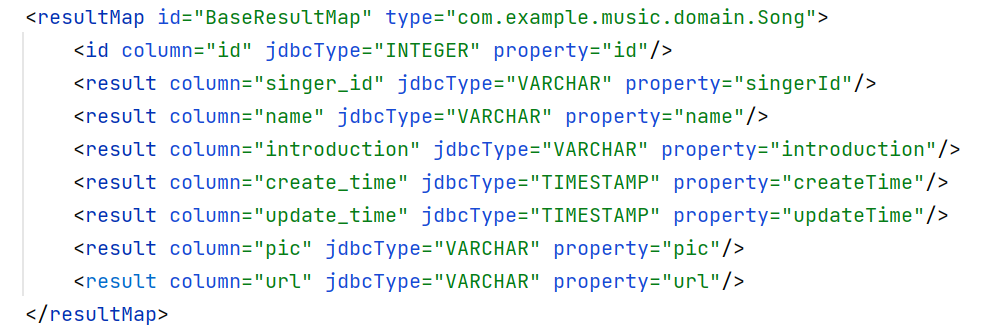 <resultMap id="BaseResultMap" type="com.example.music.domain.Song">
    <id column="id" jdbcType="INTEGER" property="id"/>
    <result column="singer_id" jdbcType="VARCHAR" property="singerId"/>
    <result column="name" jdbcType="VARCHAR" property="name"/>
    <result column="introduction" jdbcType="VARCHAR" property="introduction"/>
    <result column="create_time" jdbcType="TIMESTAMP" property="createTime"/>
    <result column="update_time" jdbcType="TIMESTAMP" property="updateTime"/>
    <result column="pic" jdbcType="VARCHAR" property="pic"/>
    <result column="url" jdbcType="VARCHAR" property="url"/>
</resultMap>